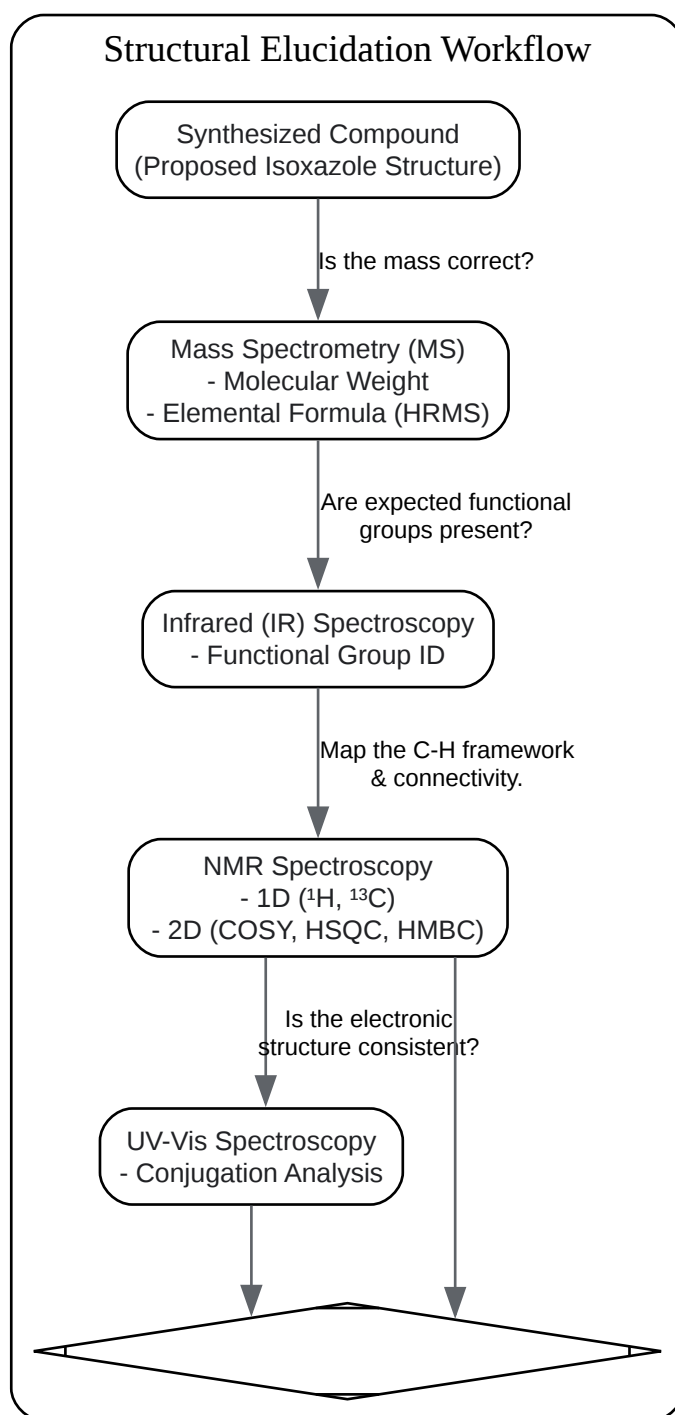 Structural Elucidation Workflow
Synthesized Compound
(Proposed Isoxazole Structure)
Is the mass correct?
Mass Spectrometry (MS)
- Molecular Weight
- Elemental Formula (HRMS)
Are expected functional
groups present?
Infrared (IR) Spectroscopy
- Functional Group ID
Map the C-H framework
& connectivity.
NMR Spectroscopy
- 1D (¹H, ¹³C)
- 2D (COSY, HSQC, HMBC)
Is the electronic
structure consistent?
UV-Vis Spectroscopy
- Conjugation Analysis